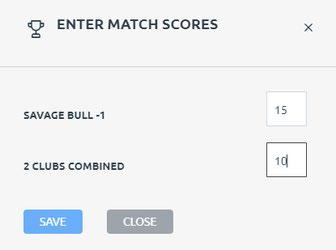 ENTER MATCH SCORES
SAVAGE BULL -1 15
2 CLUBS COMBINED 10
SAVE CLOSE